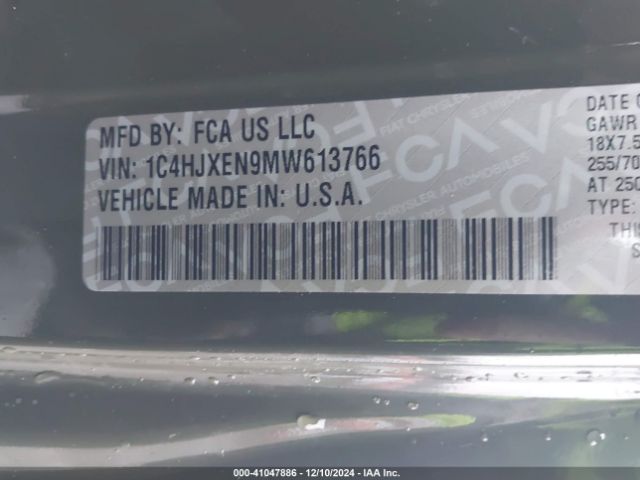 MFD BY: FCA US LLC
VIN: 1C4HJXEN9MW613766
VEHICLE MADE IN: U.S.A.
DATE O
GAWR
18X7.5
255/70
AT 250
TYPE:
THIS
000-41047886 - 12/10/2024 - IAA Inc.